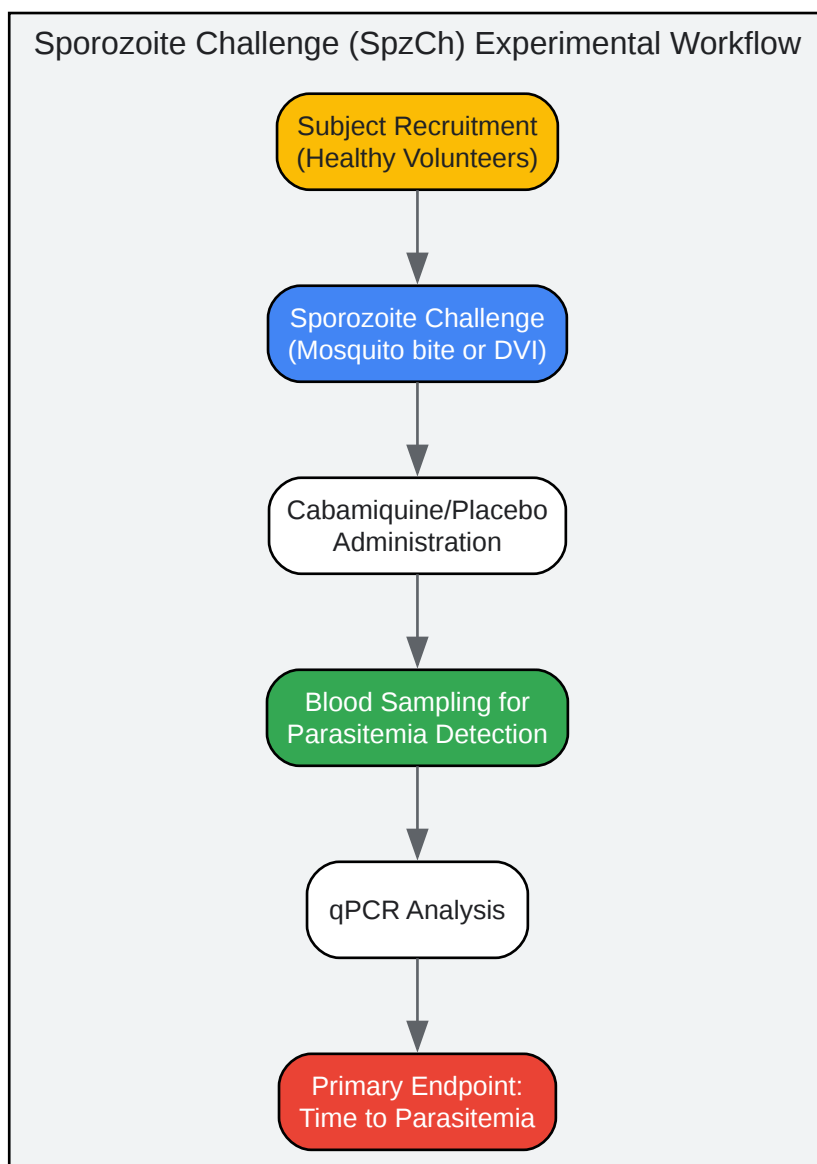 Sporozoite Challenge (SpzCh) Experimental Workflow
Subject Recruitment
(Healthy Volunteers)
Sporozoite Challenge
(Mosquito bite or DVI)
Cabamiquine/Placebo
Administration
Blood Sampling for
Parasitemia Detection
qPCR Analysis
Primary Endpoint:
Time to Parasitemia